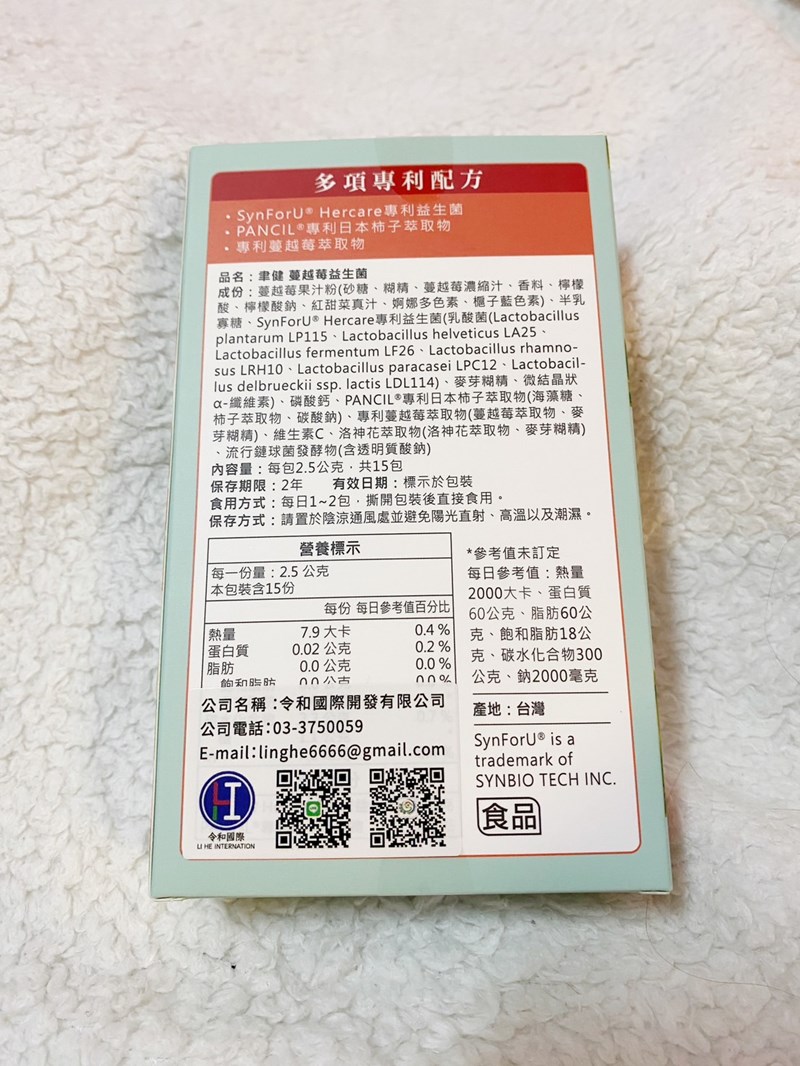 多項專利配方
・SynForU® Hercare專利益生菌
・PANCIL®專利日本柿子萃取物
・專利蔓越莓萃取物
品名：聿健 蔓越莓益生菌
成份：蔓越莓果汁粉(砂糖、糊精、蔓越莓濃縮汁、香料、檸檬
酸、檸檬酸鈉、紅甜菜真汁、婀娜多色素、梔子藍色素)、半乳
寡糖、SynForU® Hercare專利益生菌(乳酸菌(Lactobacillus
plantarum LP115、Lactobacillus helveticus LA25、
Lactobacillus fermentum LF26、Lactobacillus rhamno-
sus LRH10、Lactobacillus paracasei LPC12、Lactobacil-
lus delbrueckii ssp. lactis LDL114)、麥芽糊精、微結晶狀
α-纖維素)、磷酸鈣、PANCIL®專利日本柿子萃取物(海藻糖、
柿子萃取物、碳酸鈉)、專利蔓越莓萃取物(蔓越莓萃取物、麥
芽糊精)、維生素C、洛神花萃取物(洛神花萃取物、麥芽糊精)
、流行鏈球菌發酵物(含透明質酸鈉)
內容量：每包2.5公克，共15包
保存期限：2年 有效日期：標示於包裝
食用方式：每日1~2包，撕開包裝後直接食用。
保存方式：請置於陰涼通風處並避免陽光直射、高溫以及潮濕。
營養標示
每一份量：2.5 公克
本包裝含15份
每份 每日參考值百分比
熱量 7.9 大卡 0.4 %
蛋白質 0.02 公克 0.2 %
脂肪 0.0 公克 0.0 %
飽和脂肪 0.0 公克 0.0 %
*參考值未訂定
每日參考值：熱量
2000大卡、蛋白質
60公克、脂肪60公
克、飽和脂肪18公
克、碳水化合物300
公克、鈉2000毫克
產地：台灣
SynForU® is a
trademark of
SYNBIO TECH INC.
食品
公司名稱：令和國際開發有限公司
公司電話：03-3750059
E-mail：linghe6666@gmail.com
令和國際
LI HE INTERNATION